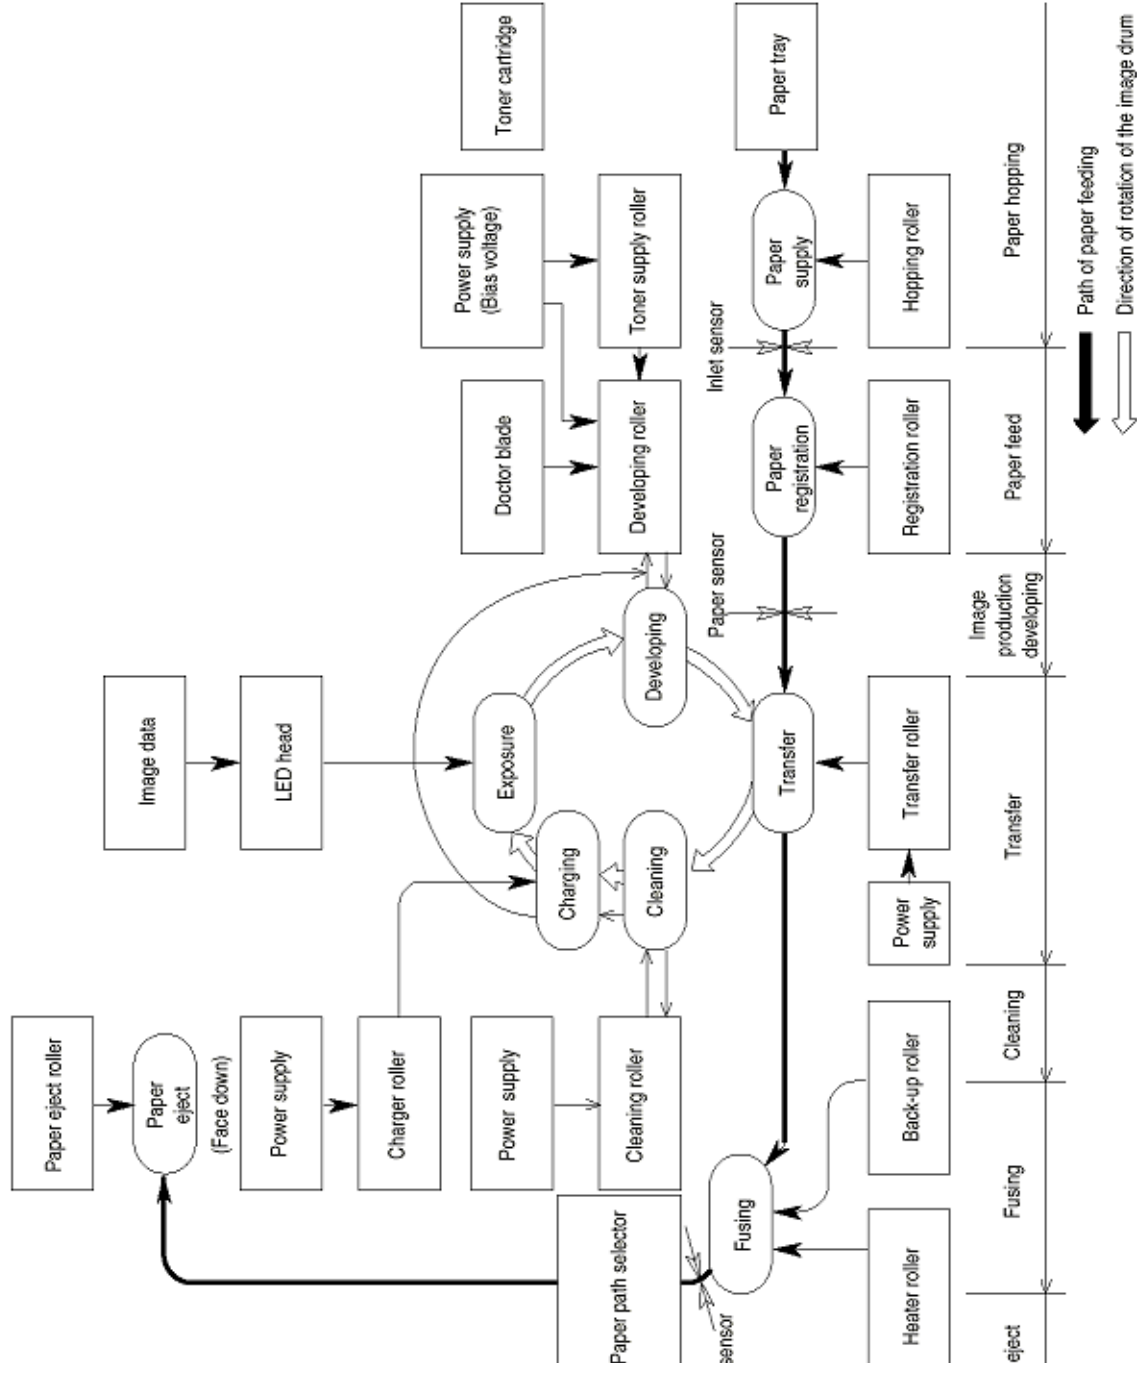 Toner cartridge
Paper tray
Power supply
(Bias voltage)
Toner supply roller
Paper
supply
Hopping roller
Paper hopping
Inlet sensor
Doctor blade
Developing roller
Paper
registration
Registration roller
Paper feed
Path of paper feeding
Direction of rotation of the image drum
Paper sensor
Developing
Image
production
developing
Image data
LED head
Exposure
Transfer
Transfer roller
Transfer
Charging
Cleaning
Power
supply
Paper eject roller
Paper
eject
(Face down)
Power supply
Charger roller
Power supply
Cleaning roller
Back-up roller
Cleaning
Paper path selector
Fusing
Heater roller
Fusing
sensor
eject